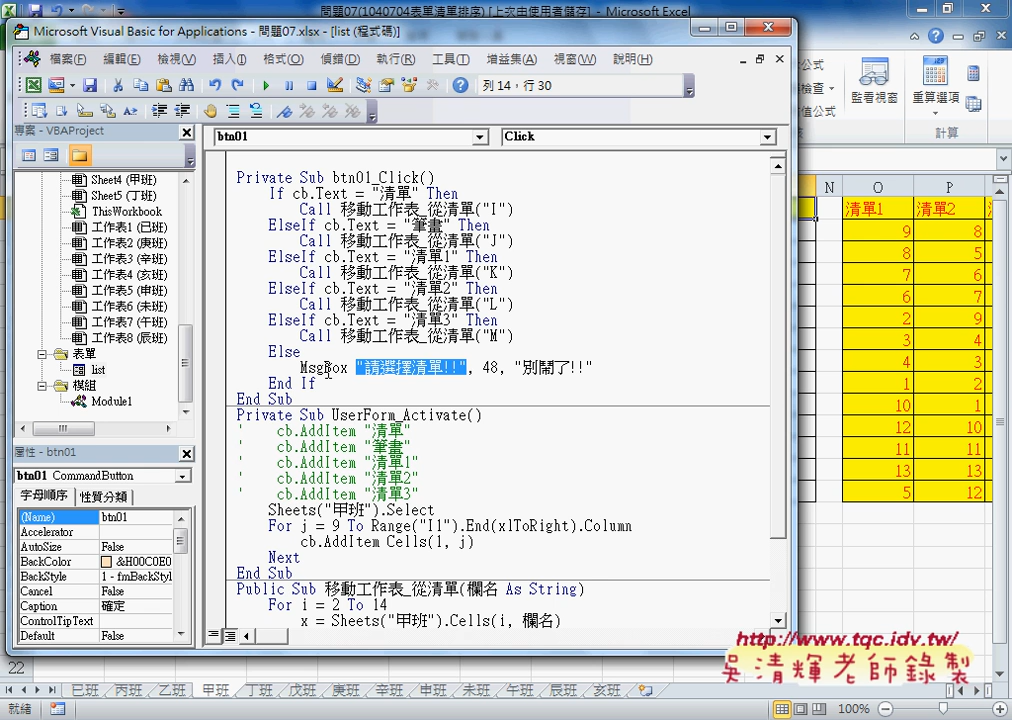 問題07(1040704表單清單排序) [上次由使用者儲存] - Microsoft Excel
Microsoft Visual Basic for Applications - 問題07.xlsx - [list (程式碼)]
檔案(F) 編輯(E) 檢視(V) 插入(I) 格式(O) 偵錯(D) 執行(R) 工具(T) 增益集(A) 視窗(W) 說明(H)
列 14，行 30
監看視窗
重算選項
計算
專案 - VBAProject
btn01
Click
Sheet4 (甲班)
Sheet5 (丁班)
ThisWorkbook
工作表1 (巳班)
工作表2 (庚班)
工作表3 (辛班)
工作表4 (亥班)
工作表5 (申班)
工作表6 (未班)
工作表7 (午班)
工作表8 (辰班)
表單
list
模組
Module1
屬性 - btn01
btn01 CommandButton
字母順序 性質分類
(Name) btn01
Accelerator
AutoSize False
BackColor &H00C0E0
BackStyle 1 - fmBackStyl
Cancel False
Caption 確定
ControlTipText
Default False
Private Sub btn01_Click()
If cb.Text = "清單" Then
Call 移動工作表_從清單("I")
ElseIf cb.Text = "筆畫" Then
Call 移動工作表_從清單("J")
ElseIf cb.Text = "清單1" Then
Call 移動工作表_從清單("K")
ElseIf cb.Text = "清單2" Then
Call 移動工作表_從清單("L")
ElseIf cb.Text = "清單3" Then
Call 移動工作表_從清單("M")
Else
MsgBox "請選擇清單!!", 48, "別鬧了!!"
End If
End Sub
Private Sub UserForm_Activate()
' cb.AddItem "清單"
' cb.AddItem "筆畫"
' cb.AddItem "清單1"
' cb.AddItem "清單2"
' cb.AddItem "清單3"
Sheets("甲班").Select
For j = 9 To Range("I1").End(xlToRight).Column
cb.AddItem Cells(1, j)
Next
End Sub
Public Sub 移動工作表_從清單(欄名 As String)
For i = 2 To 14
x = Sheets("甲班").Cells(i, 欄名)
N O P
清單1 清單2
9 8
8 5
7 6
6 7
2 9
3 4
4 3
1 2
10 1
12 10
11 11
13 13
5 12
22
http://www.tqc.idv.tw/
吳清輝老師錄製
巳班 丙班 乙班 甲班 丁班 戊班 庚班 辛班 申班 未班 午班 辰班 亥班
就緒
100%